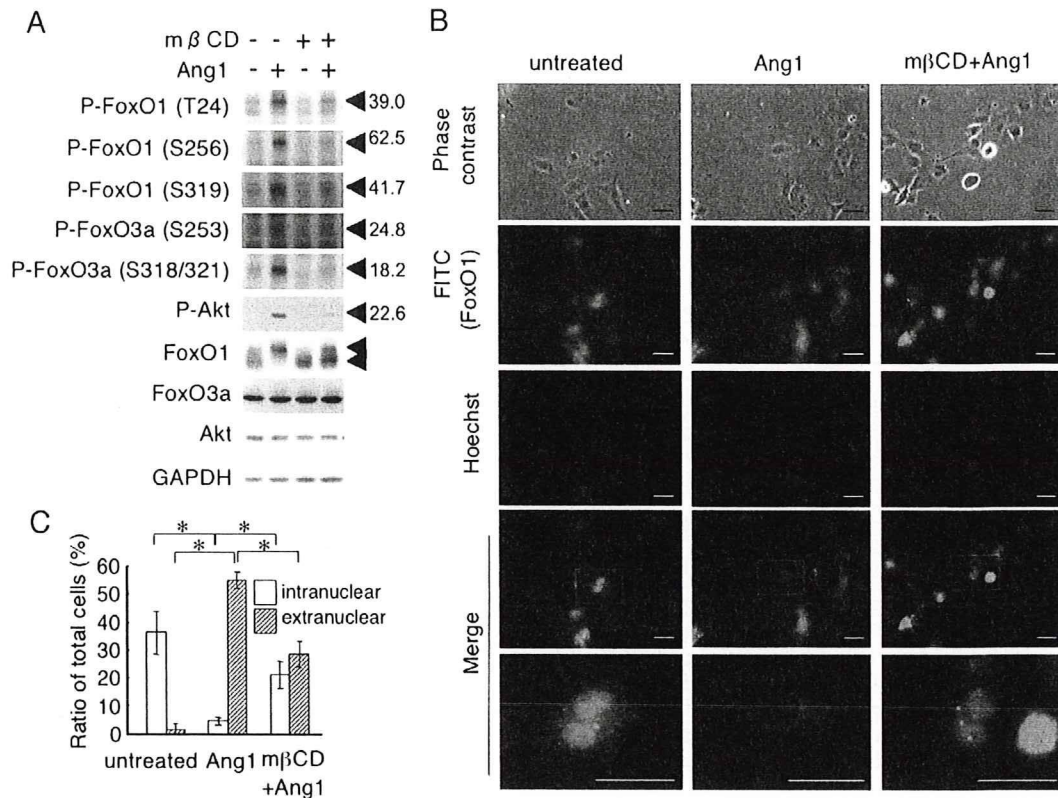 A
mβCD - - + +
Ang1 - + - +
P-FoxO1 (T24) 39.0
P-FoxO1 (S256) 62.5
P-FoxO1 (S319) 41.7
P-FoxO3a (S253) 24.8
P-FoxO3a (S318/321) 18.2
P-Akt 22.6
FoxO1
FoxO3a
Akt
GAPDH
B
untreated Ang1 mβCD+Ang1
Phase
contrast
FITC
(FoxO1)
Hoechst
Merge
C
* *
* *
Ratio of total cells (%)
60
50
40
30
20
10
0
intranuclear
extranuclear
untreated Ang1 mβCD
+Ang1